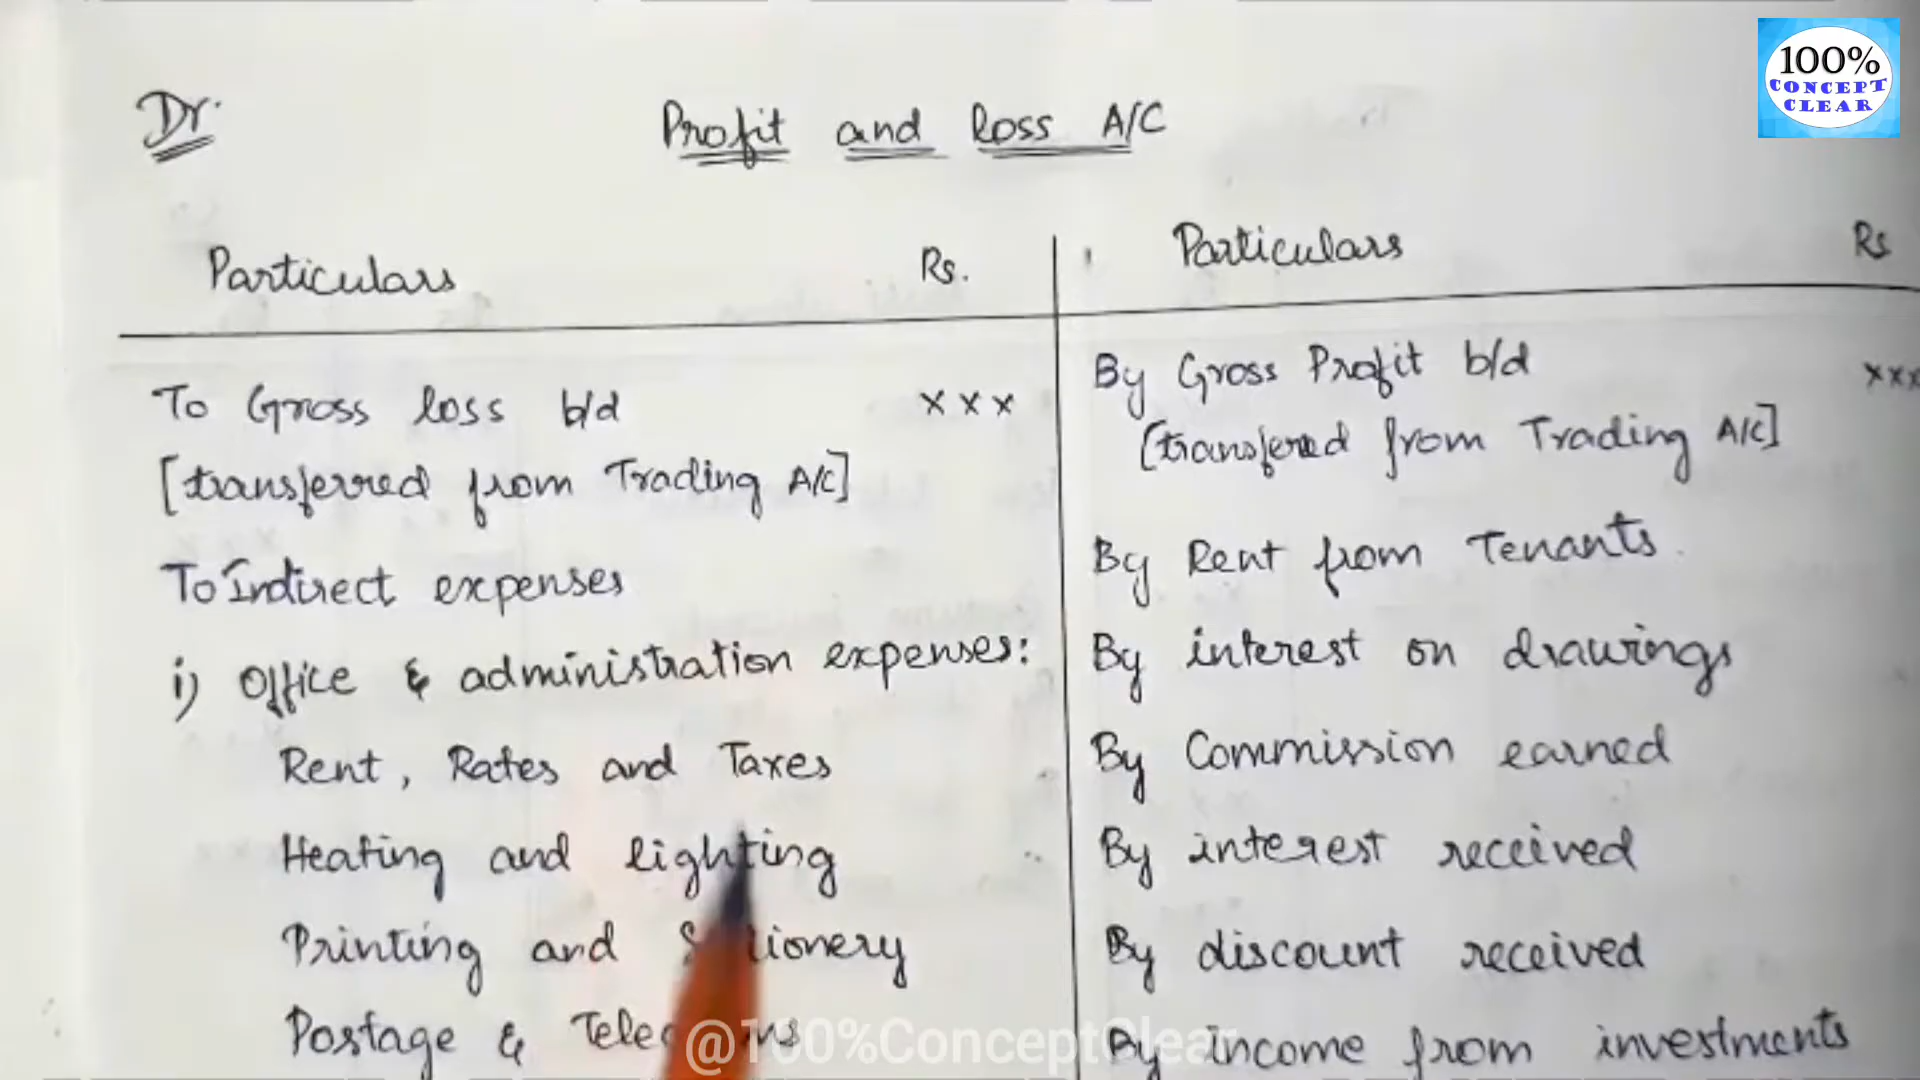 100%
CONCEPT
CLEAR
Dr.
Profit and loss A/C
Particulars Rs.
To Gross loss b/d xxx
[transferred from Trading A/C]
To Indirect expenses
i) Office & administration expenses:
Rent, Rates and Taxes
Heating and lighting
Printing and
Postage &
Particulars Rs
By Gross Profit b/d xxx
[transferred from Trading A/C]
By Rent from Tenants
By interest on drawings
By Commission earned
By interest received
By discount received
By income from investments
@100%ConceptClear